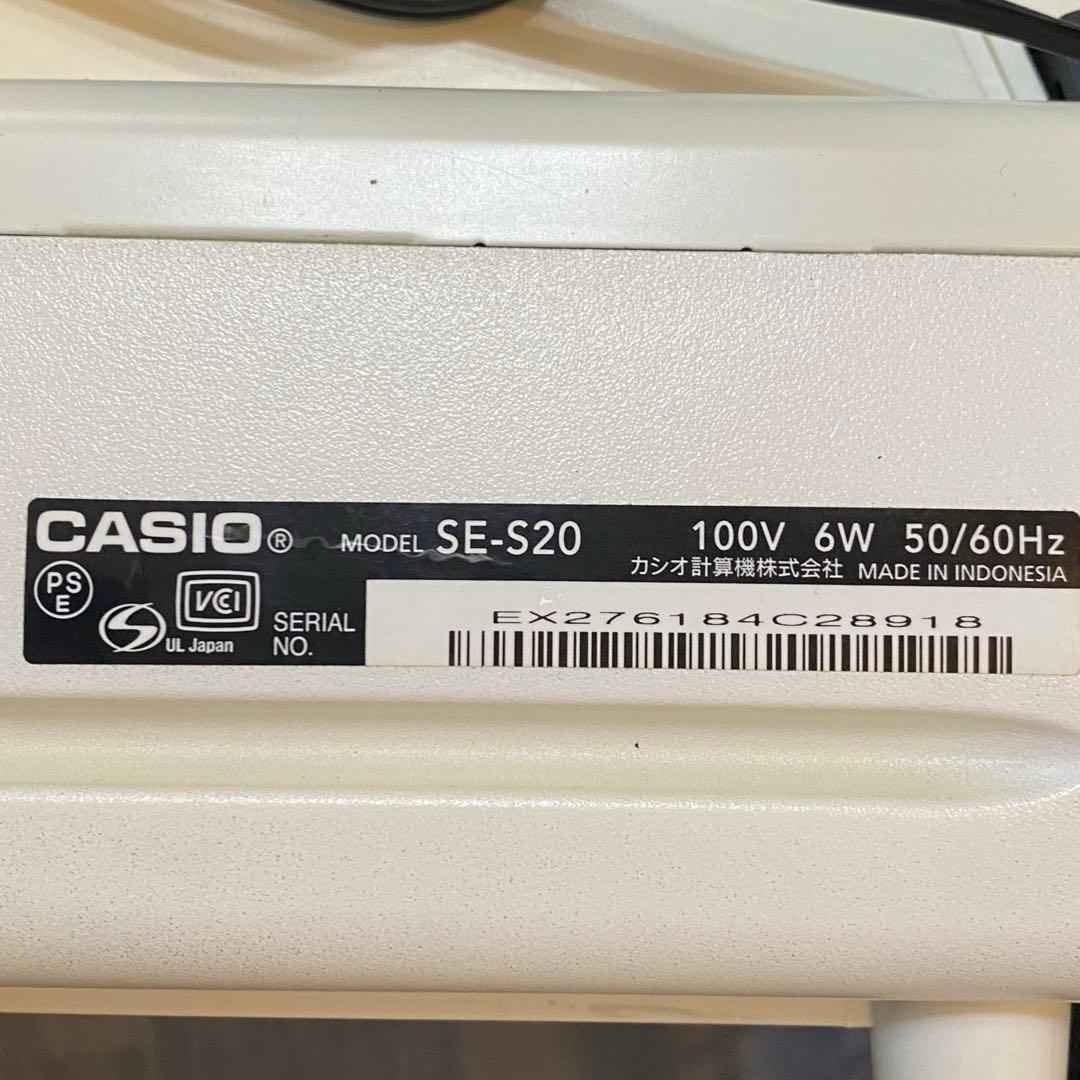 CASIO® MODEL SE-S20 100V 6W 50/60Hz
カシオ計算機株式会社 MADE IN INDONESIA
PS
E
VCI
UL Japan
SERIAL
NO.
EX276184C28918